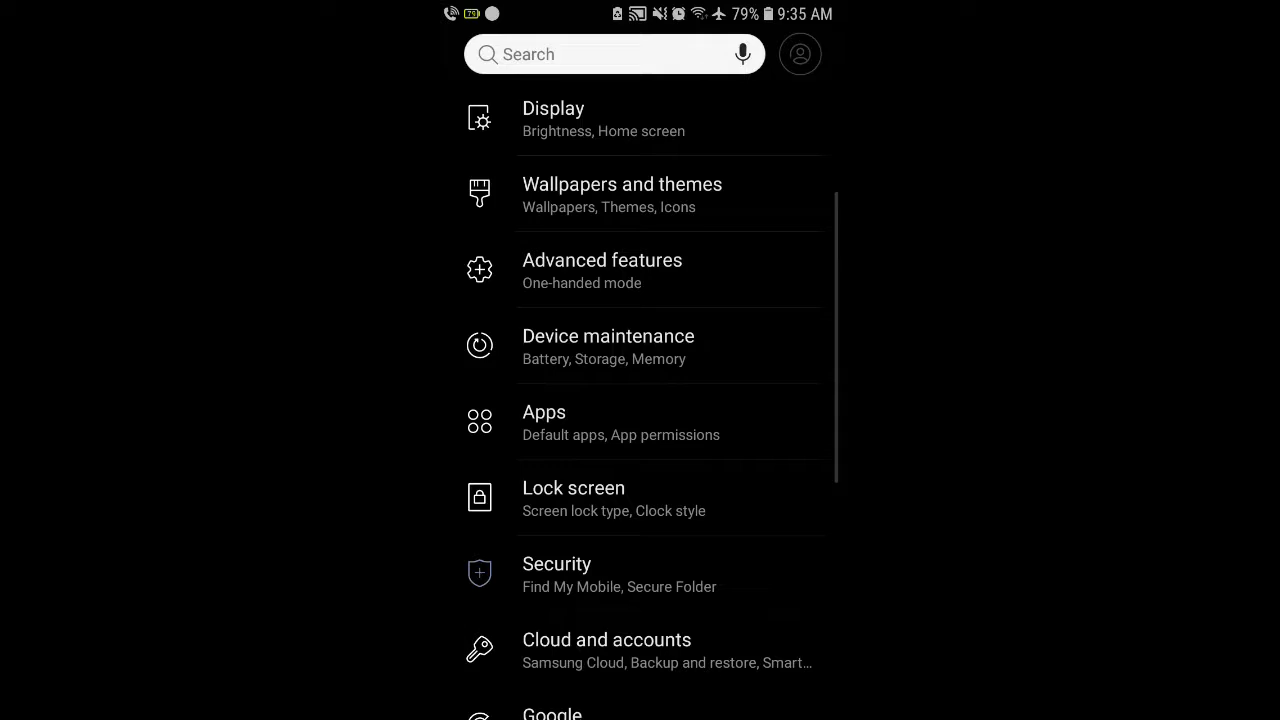 79 79% 9:35 AM
Search
Display
Brightness, Home screen
Wallpapers and themes
Wallpapers, Themes, Icons
Advanced features
One-handed mode
Device maintenance
Battery, Storage, Memory
Apps
Default apps, App permissions
Lock screen
Screen lock type, Clock style
Security
Find My Mobile, Secure Folder
Cloud and accounts
Samsung Cloud, Backup and restore, Smart...
Google